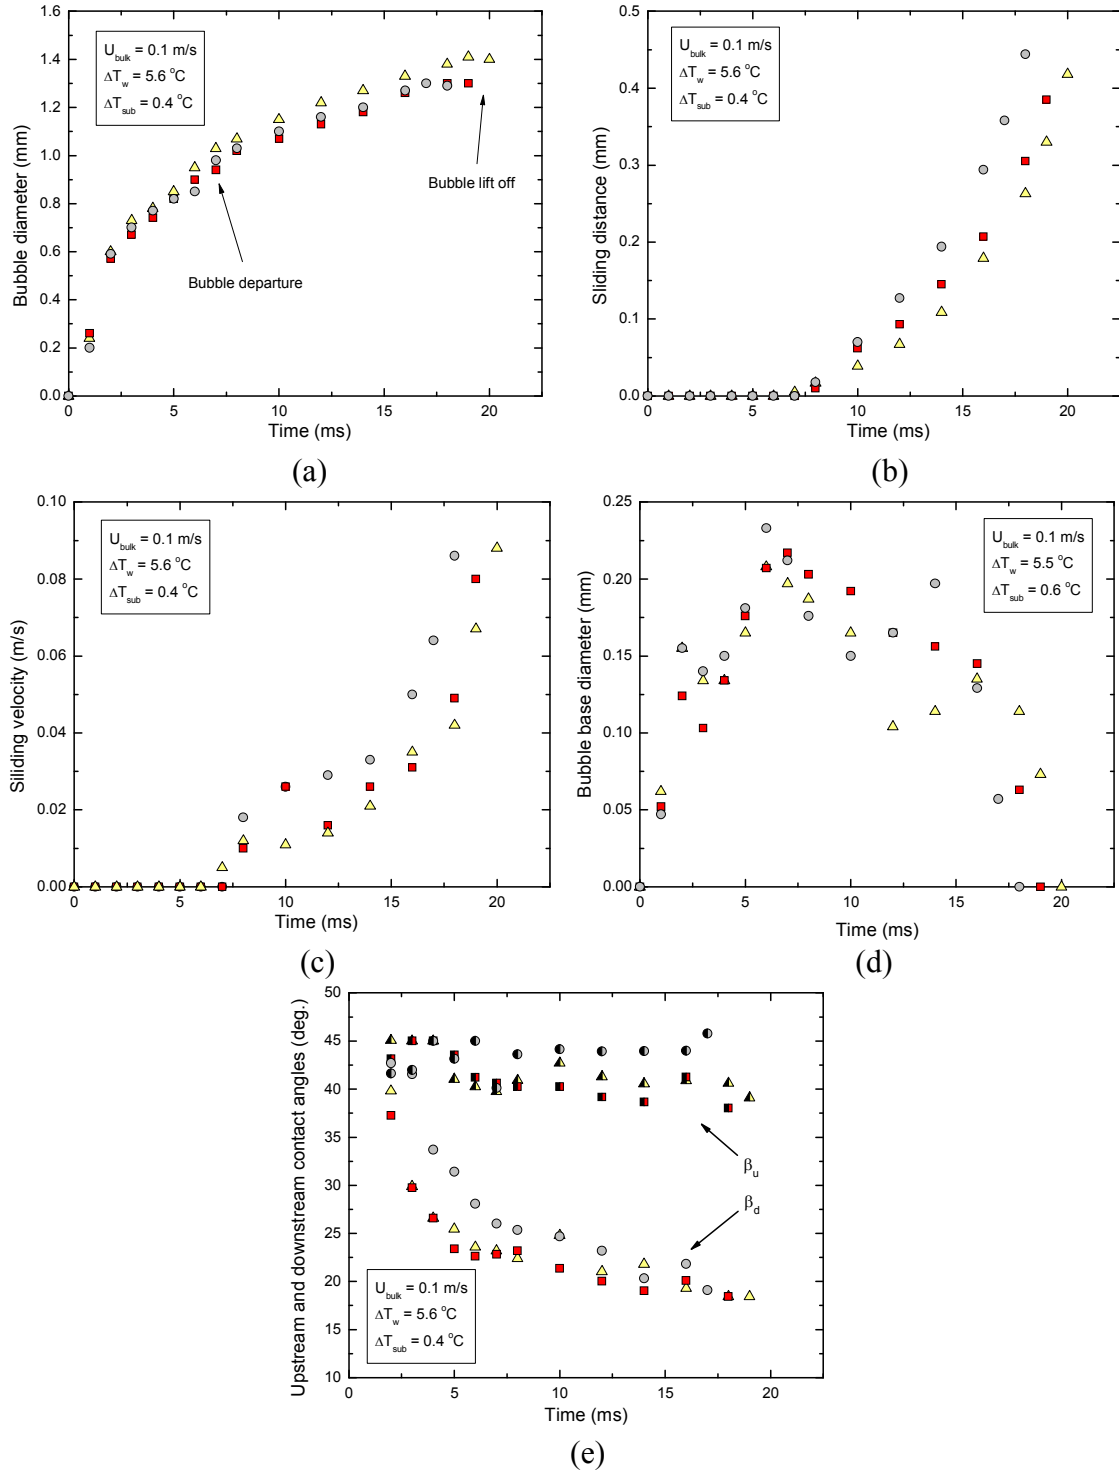 Bubble diameter (mm)
1.4
1.2
1.0
0.8
0.6
0.4
0.2
0.0
U_bulk = 0.1 m/s
ΔT_w = 5.6 °C
ΔT_sub = 0.4 °C
Bubble lift off
Bubble departure
0 5 10 15 20
Time (ms)
(a)
Sliding distance (mm)
0.5
0.4
0.3
0.2
0.1
0.0
U_bulk = 0.1 m/s
ΔT_w = 5.6 °C
ΔT_sub = 0.4 °C
0 5 10 15 20
Time (ms)
(b)
Siliding velocity (m/s)
0.10
0.08
0.06
0.04
0.02
0.00
U_bulk = 0.1 m/s
ΔT_w = 5.6 °C
ΔT_sub = 0.4 °C
0 5 10 15 20
Time (ms)
(c)
Bubble base diameter (mm)
0.25
0.20
0.15
0.10
0.05
0.00
U_bulk = 0.1 m/s
ΔT_w = 5.5 °C
ΔT_sub = 0.6 °C
0 5 10 15 20
Time (ms)
(d)
Upstream and downstream contact angles (deg.)
50
45
40
35
30
25
20
15
10
β_u
β_d
U_bulk = 0.1 m/s
ΔT_w = 5.6 °C
ΔT_sub = 0.4 °C
0 5 10 15 20
Time (ms)
(e)